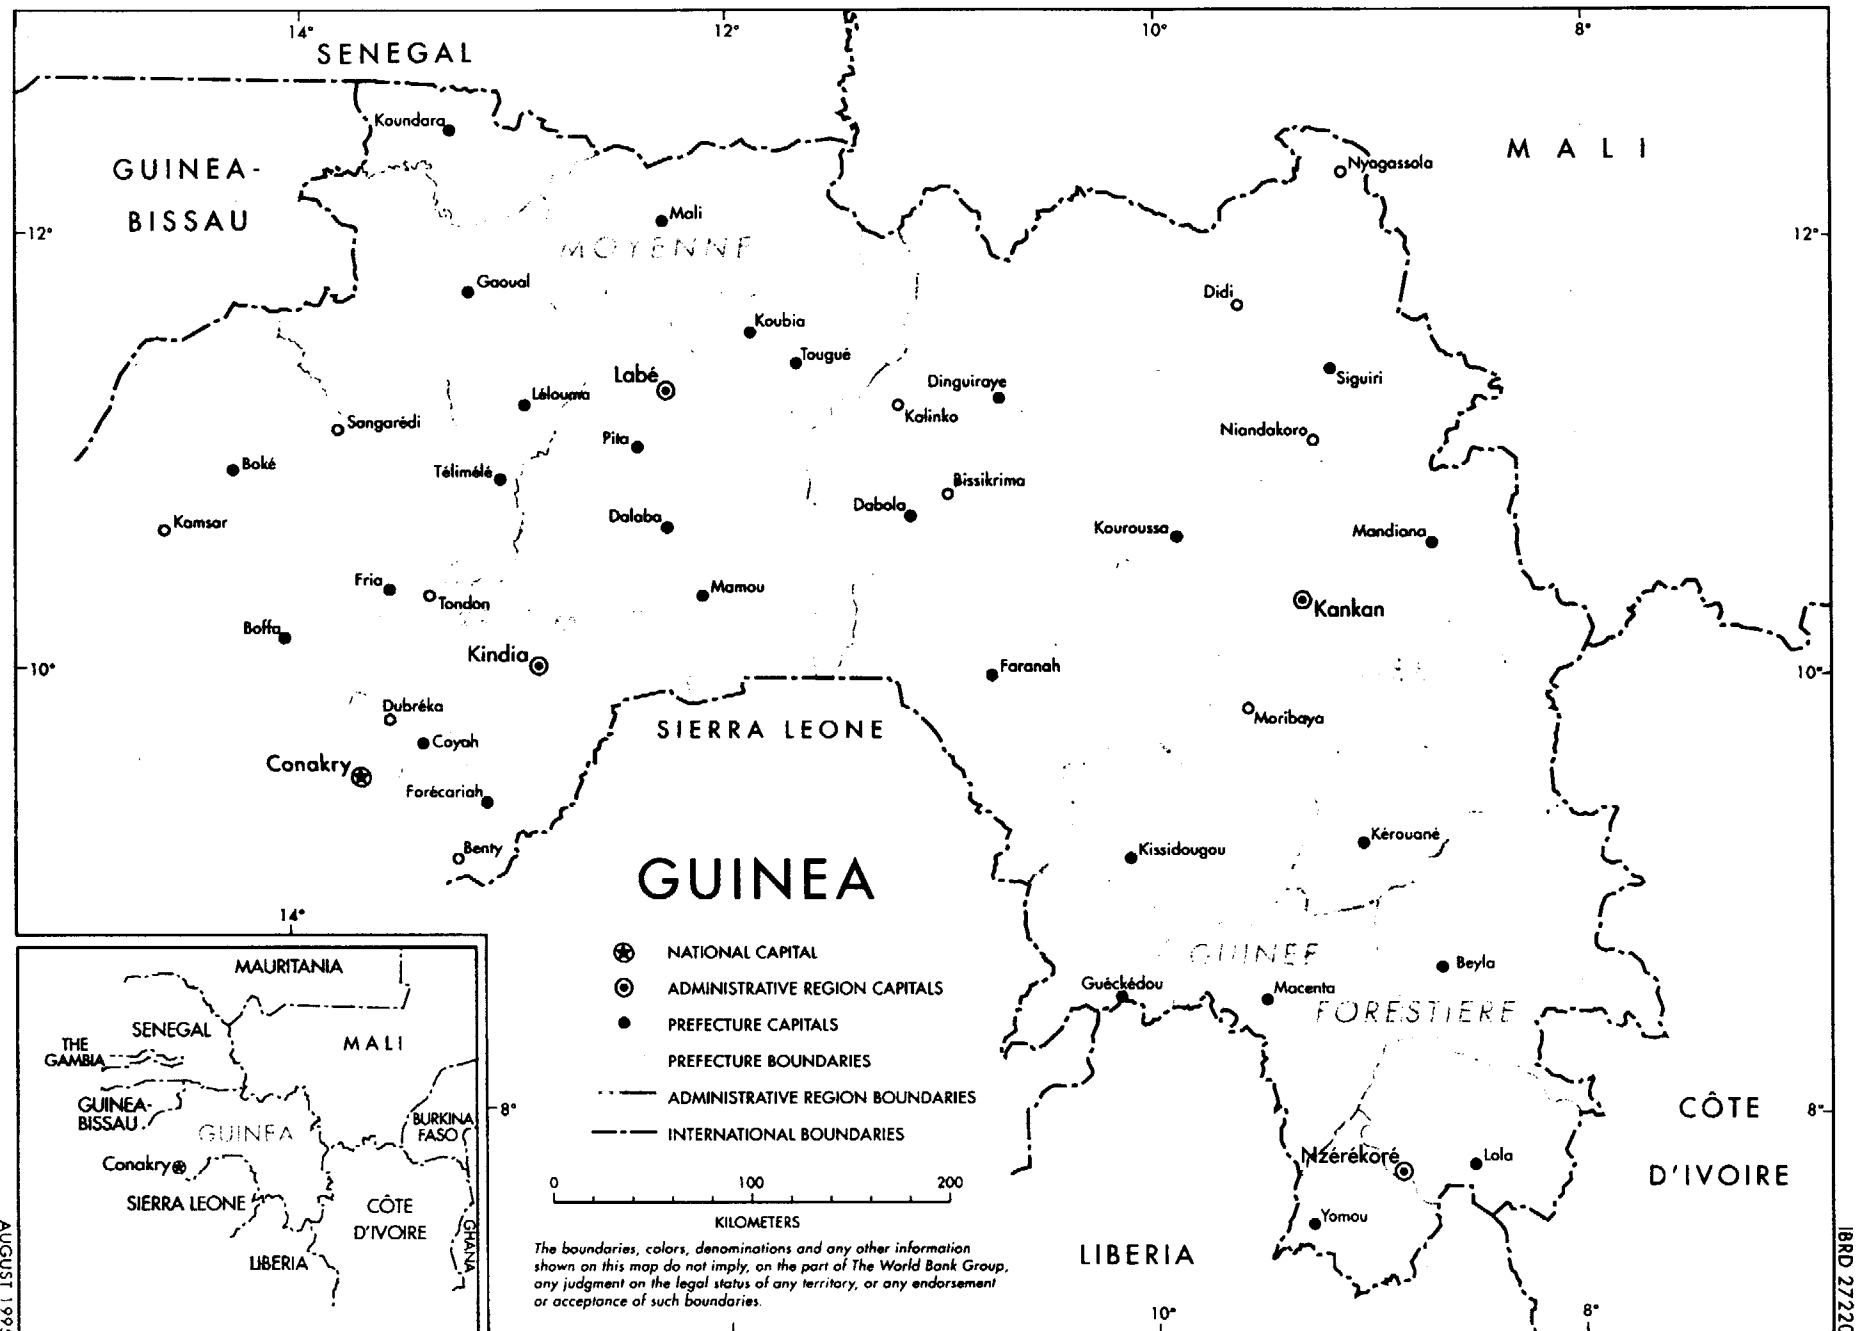 14°
12°
10°
8°
SENEGAL
Koundara
GUINEA-
BISSAU
MALI
Nyagassola
Mali
MOYENNE
12°
12°
Gaoual
Didi
Koubia
Tougué
Labé
Dinguiraye
Siguiri
Lélouma
Kalinko
Sangarédi
Niandakoro
Pita
Boké
Télimélé
Bissikrima
Dabola
Kamsar
Dalaba
Kouroussa
Mandiana
Fria
Tondon
Mamou
Kankan
Boffa
Kindia
10°
Faranah
10°
Dubréka
Moribaya
SIERRA LEONE
Coyah
Conakry
Forécariah
Kérouané
Benty
Kissidougou
GUINEA
14°
NATIONAL CAPITAL
ADMINISTRATIVE REGION CAPITALS
PREFECTURE CAPITALS
PREFECTURE BOUNDARIES
ADMINISTRATIVE REGION BOUNDARIES
INTERNATIONAL BOUNDARIES
0 100 200
KILOMETERS
The boundaries, colors, denominations and any other information
shown on this map do not imply, on the part of The World Bank Group,
any judgment on the legal status of any territory, or any endorsement
or acceptance of such boundaries.
GUINEE
FORESTIERE
Beyla
Guéckédou
Macenta
CÔTE
D'IVOIRE
8°
8°
Nzérékoré
Lola
Yomou
LIBERIA
10°
8°
MAURITANIA
SENEGAL
MALI
THE
GAMBIA
GUINEA-
BISSAU
GUINEA
BURKINA
FASO
Conakry
SIERRA LEONE
CÔTE
D'IVOIRE
GHANA
LIBERIA
IBRD 27220
AUGUST